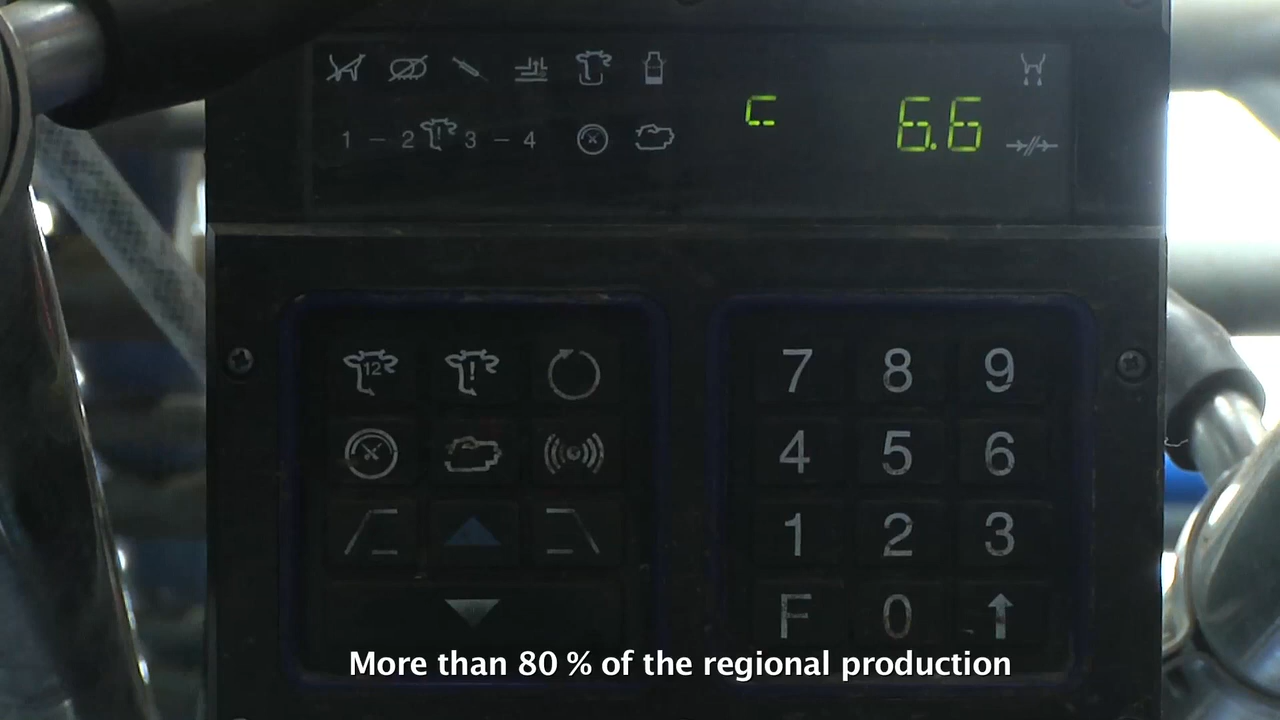 6.6
1 - 2 3 - 4
12
7 8 9
4 5 6
1 2 3
F 0
More than 80 % of the regional production